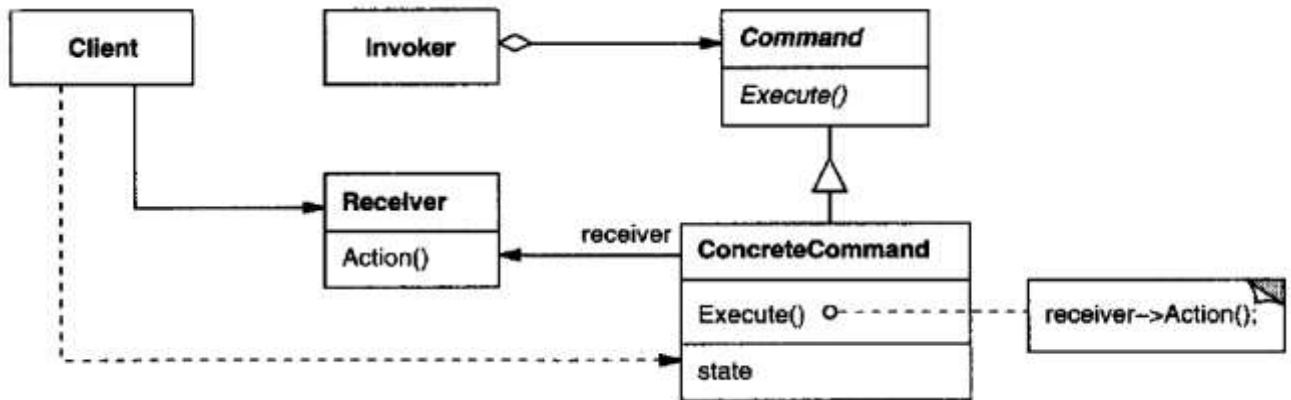 Client
Invoker
Command
Execute()
Receiver
Action()
receiver
ConcreteCommand
Execute()
receiver–>Action();
state